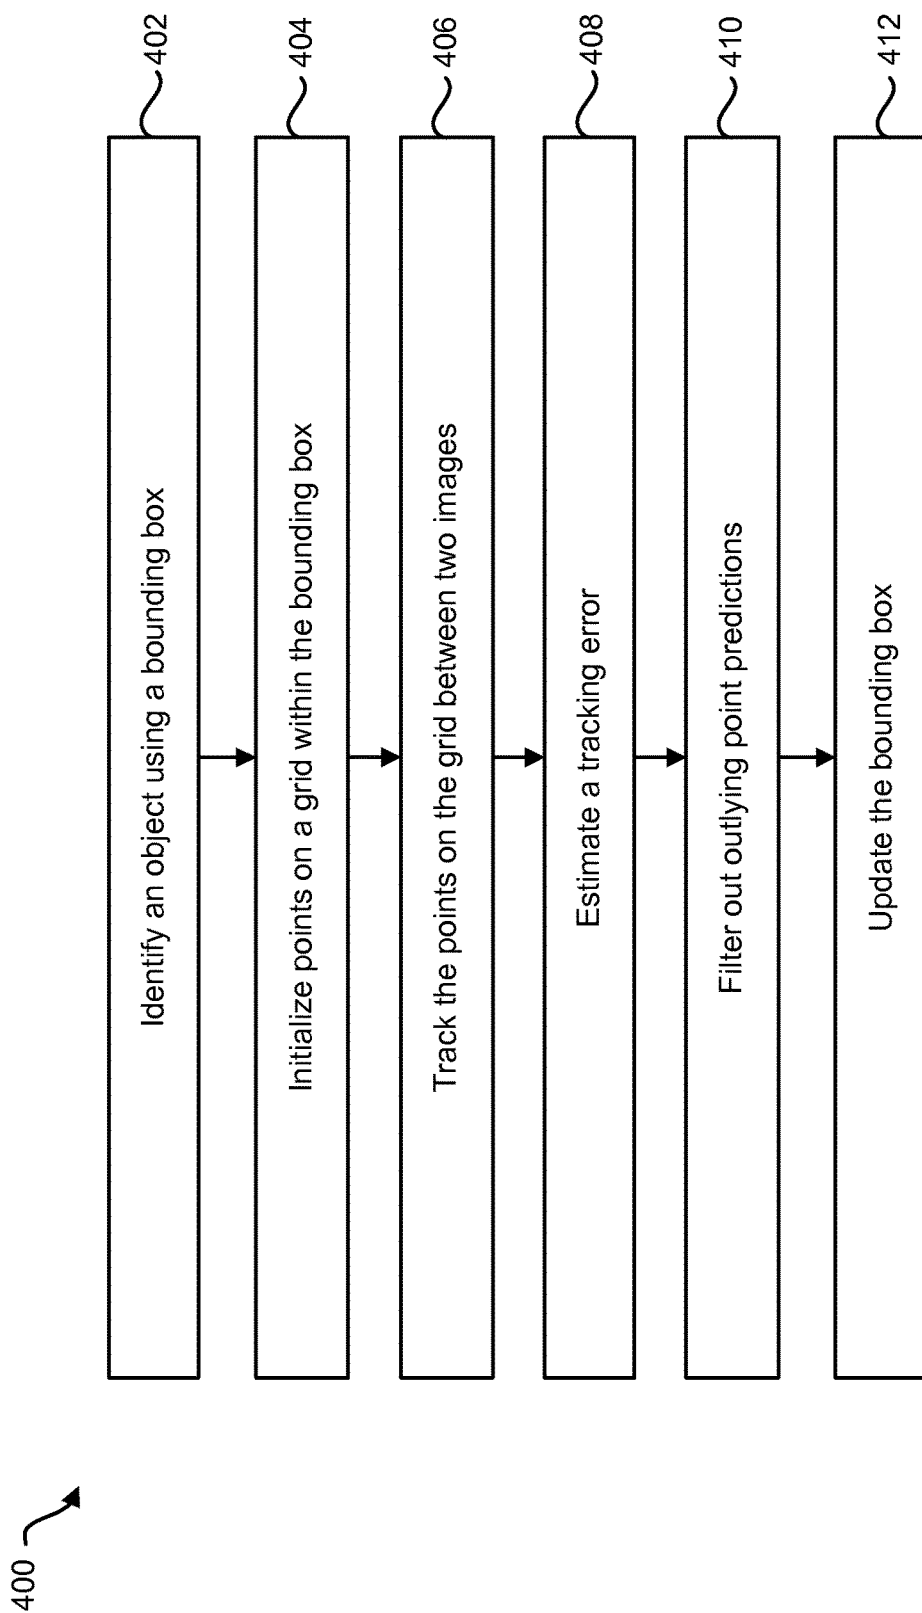 400
Identify an object using a bounding box
402
Initialize points on a grid within the bounding box
404
Track the points on the grid between two images
406
Estimate a tracking error
408
Filter out outlying point predictions
410
Update the bounding box
412